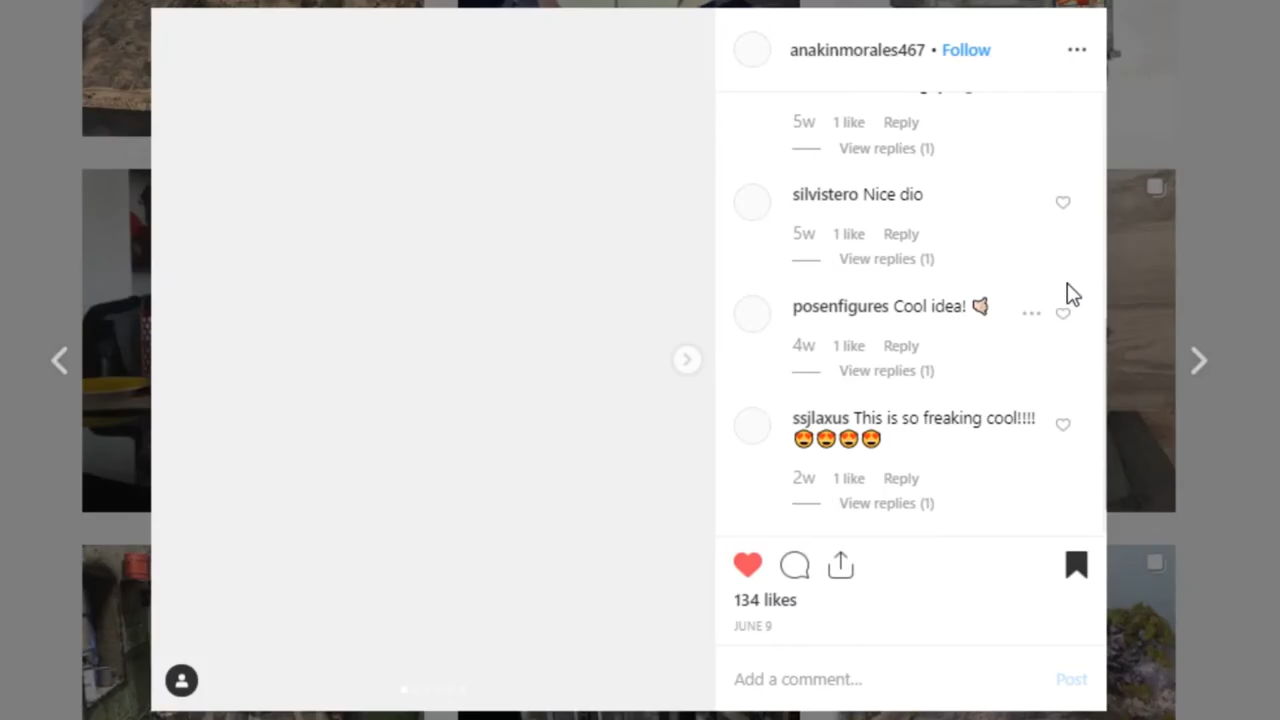 anakinmorales467 • Follow
5w 1 like Reply
View replies (1)
silvistero Nice dio
5w 1 like Reply
View replies (1)
posenfigures Cool idea!
4w 1 like Reply
View replies (1)
ssjlaxus This is so freaking cool!!!!
😍😍😍😍
2w 1 like Reply
View replies (1)
134 likes
JUNE 9
Add a comment... Post